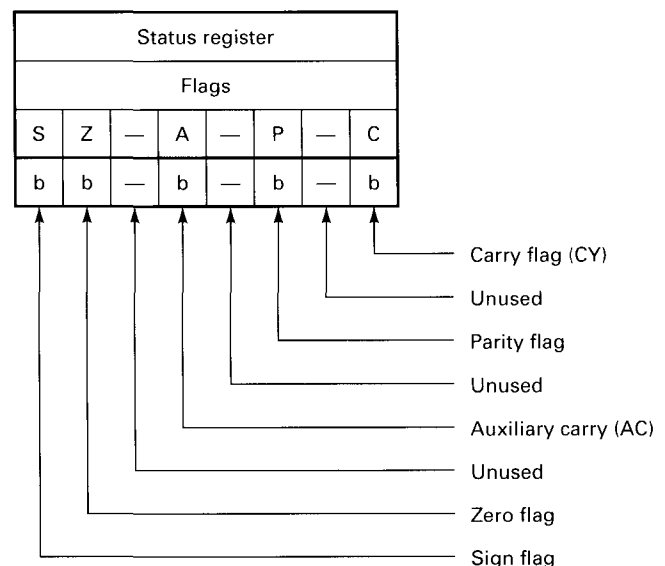 Status register
Flags
S Z — A — P — C
b b — b — b — b
Carry flag (CY)
Unused
Parity flag
Unused
Auxiliary carry (AC)
Unused
Zero flag
Sign flag